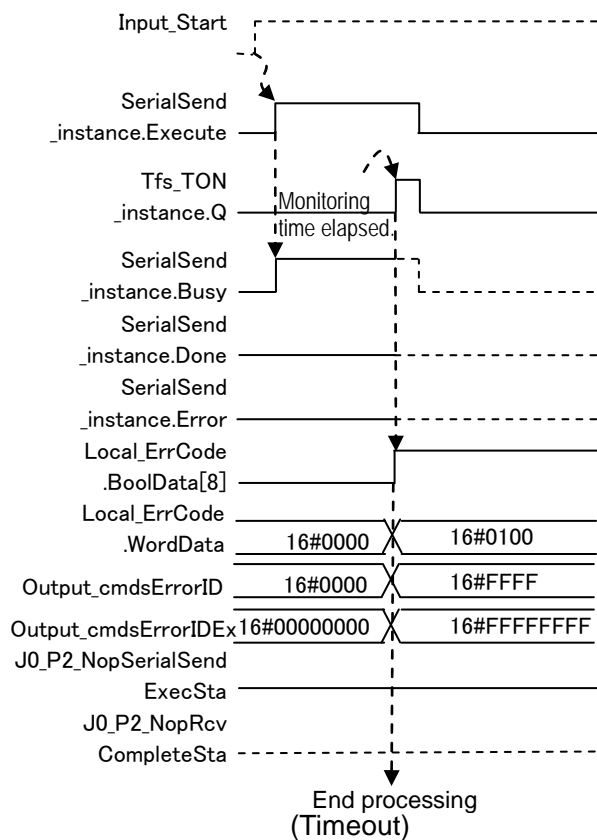 Input_Start
SerialSend
_instance.Execute
Tfs_TON
_instance.Q
Monitoring
time elapsed.
SerialSend
_instance.Busy
SerialSend
_instance.Done
SerialSend
_instance.Error
Local_ErrCode
.BoolData[8]
Local_ErrCode
.WordData 16#0000 16#0100
Output_cmdsErrorID 16#0000 16#FFFF
Output_cmdsErrorIDEx 16#00000000 16#FFFFFFFF
J0_P2_NopSerialSend
ExecSta
J0_P2_NopRcv
CompleteSta
End processing
(Timeout)